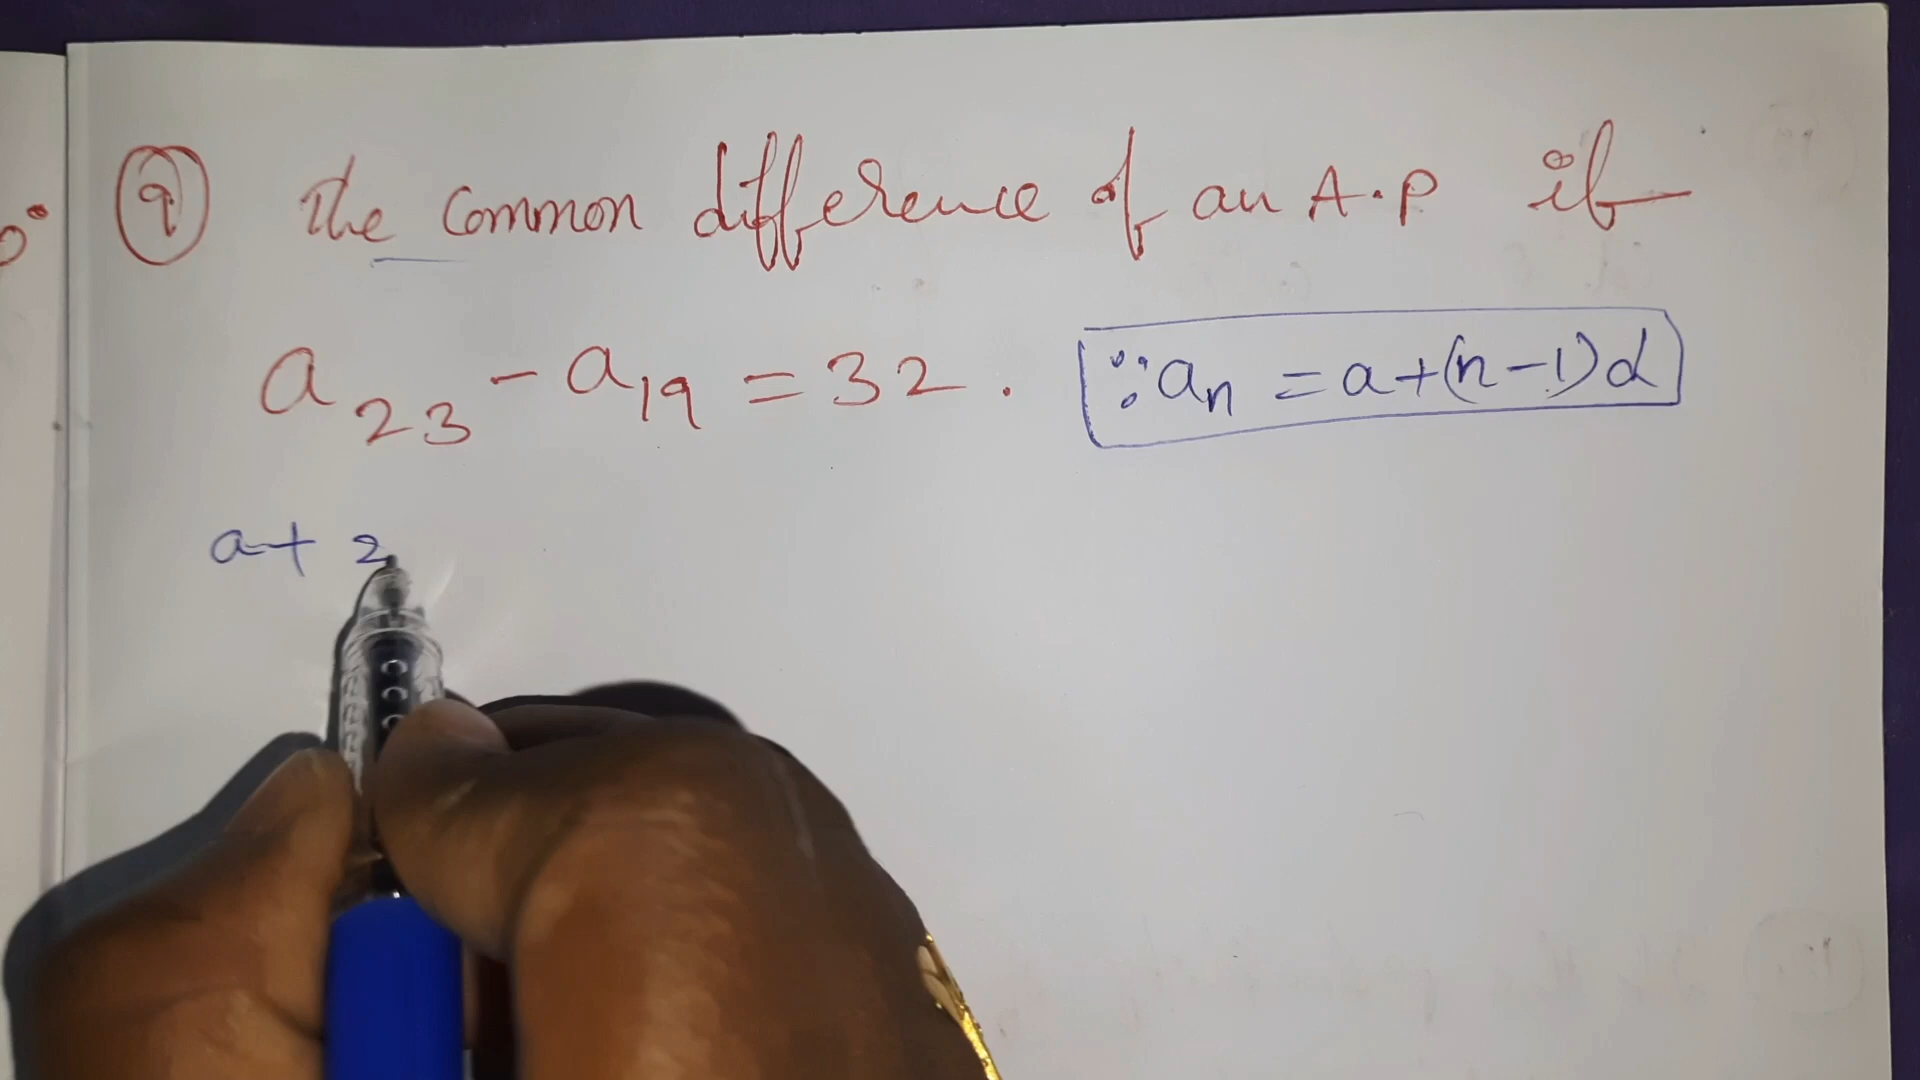 9 The common difference of an A.P if
a₂₃ - a₁₉ = 32. ∵ aₙ = a+(n-1)d
a+ 2